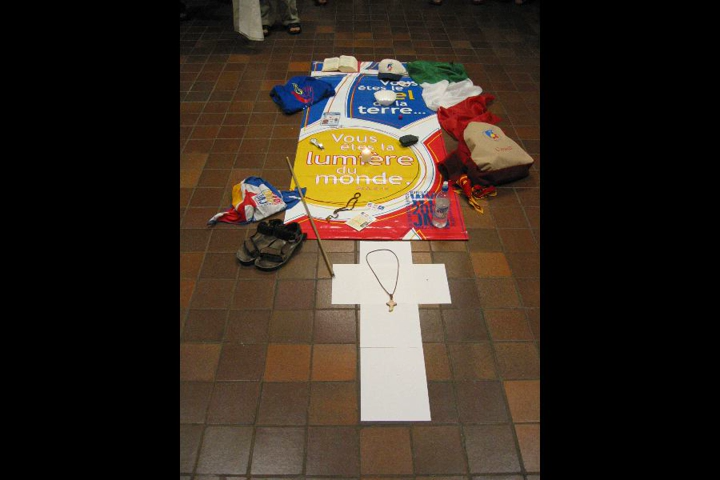 Vous
êtes le
sel
de la
terre...
Vous
êtes la
lumière
du
monde.